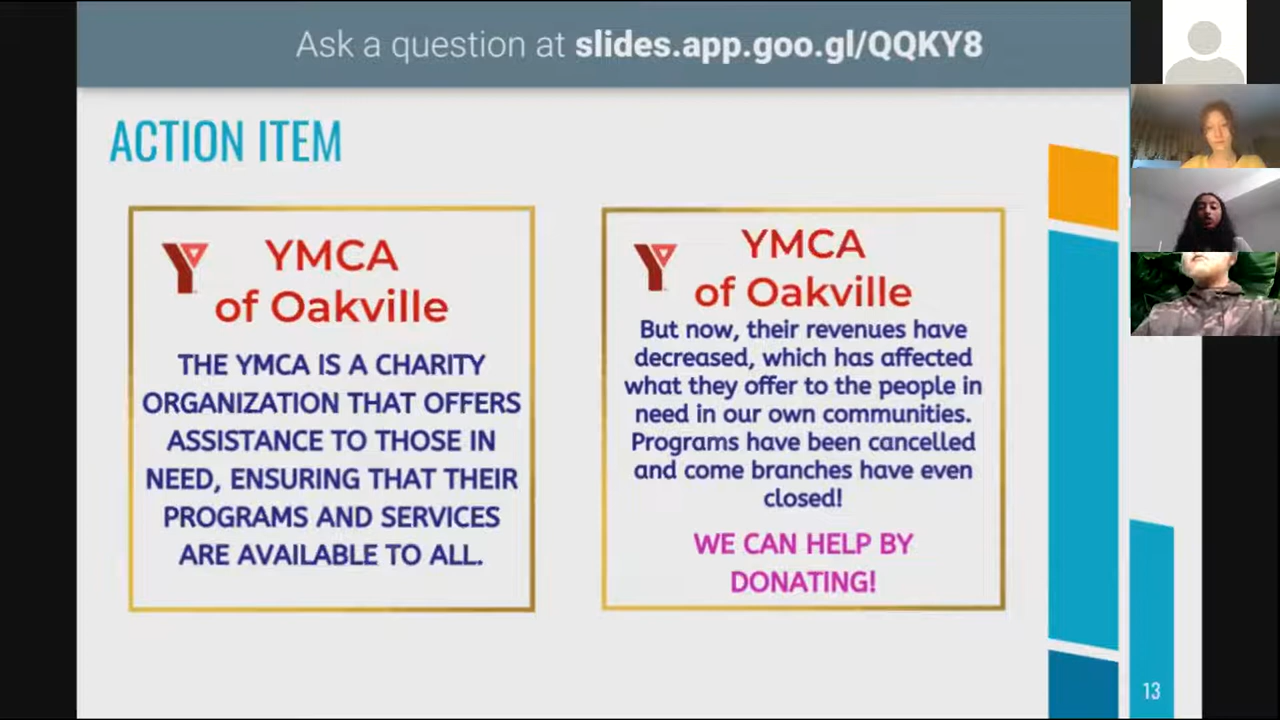 Ask a question at slides.app.goo.gl/QQKY8
ACTION ITEM
YMCA
of Oakville
THE YMCA IS A CHARITY
ORGANIZATION THAT OFFERS
ASSISTANCE TO THOSE IN
NEED, ENSURING THAT THEIR
PROGRAMS AND SERVICES
ARE AVAILABLE TO ALL.
YMCA
of Oakville
But now, their revenues have
decreased, which has affected
what they offer to the people in
need in our own communities.
Programs have been cancelled
and come branches have even
closed!
WE CAN HELP BY
DONATING!
13